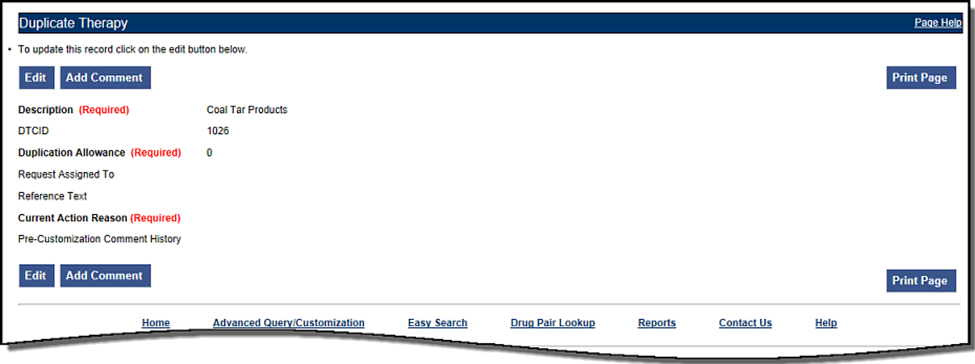 Duplicate Therapy Page Help
• To update this record click on the edit button below.
Edit Add Comment Print Page
Description (Required) Coal Tar Products
DTCID 1026
Duplication Allowance (Required) 0
Request Assigned To
Reference Text
Current Action Reason (Required)
Pre-Customization Comment History
Edit Add Comment Print Page
Home Advanced Query/Customization Easy Search Drug Pair Lookup Reports Contact Us Help